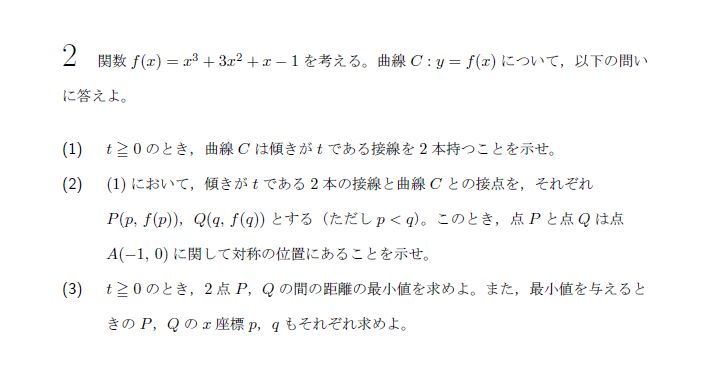 2 関数 f(x) = x³ + 3x² + x − 1 を考える。曲線 C : y = f(x) について，以下の問い
に答えよ。
(1) t ≧ 0 のとき，曲線 C は傾きが t である接線を 2 本持つことを示せ。
(2) (1) において，傾きが t である 2 本の接線と曲線 C との接点を，それぞれ
P(p, f(p))，Q(q, f(q)) とする（ただし p < q）。このとき，点 P と点 Q は点
A(−1, 0) に関して対称の位置にあることを示せ。
(3) t ≧ 0 のとき，2 点 P，Q の間の距離の最小値を求めよ。また，最小値を与えると
きの P，Q の x 座標 p，q もそれぞれ求めよ。